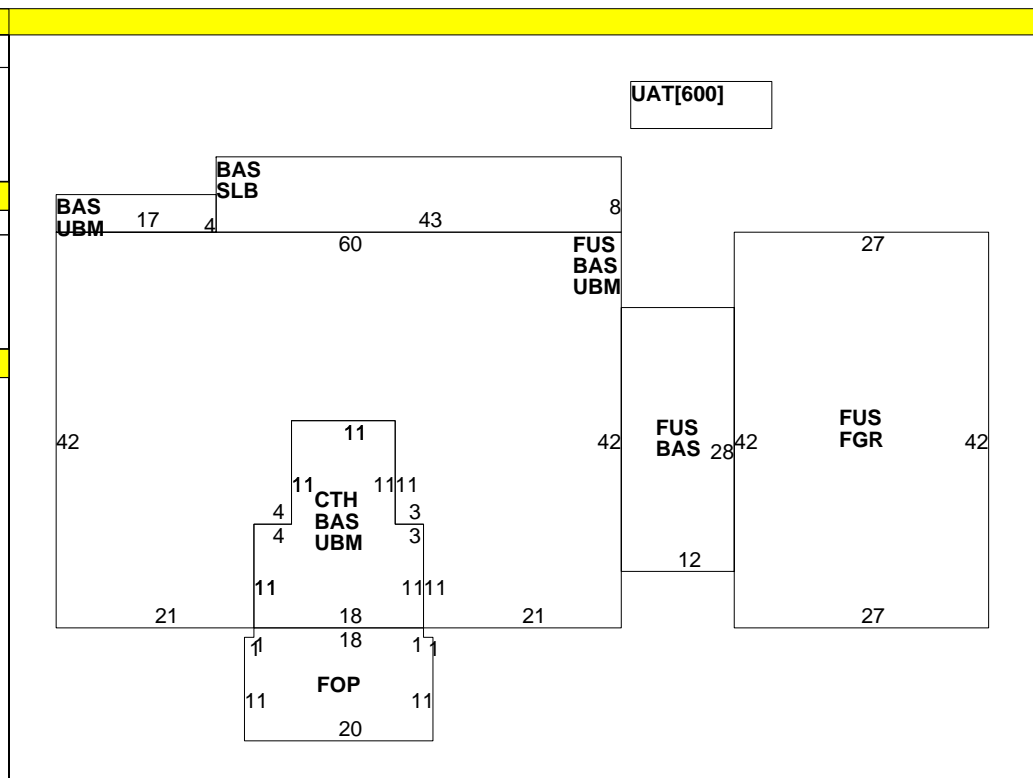 UAT[600]
BAS
SLB
BAS
UBM
17
4
43
8
60
FUS
BAS
UBM
27
42
11
42
FUS
BAS
28
42
FUS
FGR
42
11
11
11
CTH
BAS
UBM
4
4
3
3
11
11
11
12
21
18
21
27
1
18
1
1
1
FOP
11
11
20